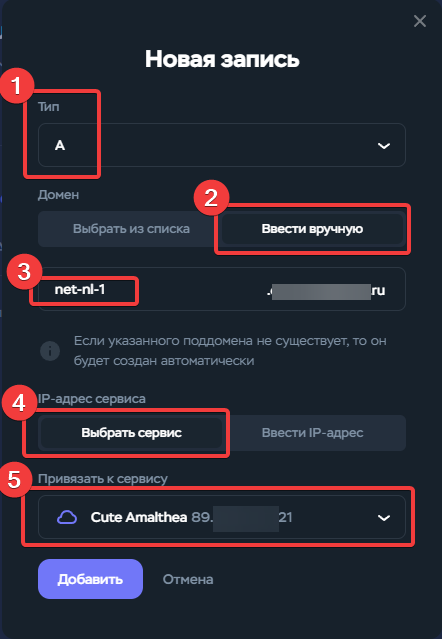 Новая запись
1
Тип
A
Домен
2
Выбрать из списка
Ввести вручную
3
net-nl-1
ru
Если указанного поддомена не существует, то он
будет создан автоматически
4
IP-адрес сервиса
Выбрать сервис
Ввести IP-адрес
5
Привязать к сервису
Cute Amalthea 89. 21
Добавить
Отмена